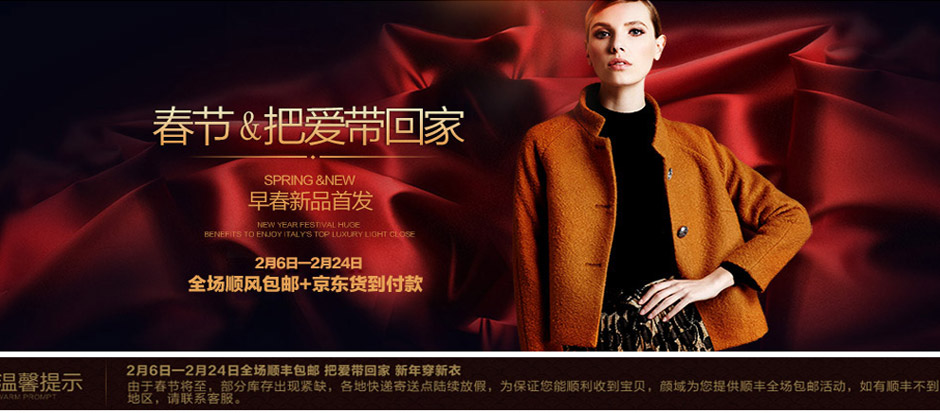 春节&把爱带回家
SPRING &NEW
早春新品首发
NEW YEAR FESTIVAL HUGE
BENEFITS TO ENJOY ITALY'S TOP LUXURY LIGHT CLOSE
2月6日—2月24日
全场顺风包邮+京东货到付款
温馨提示
WARM PROMPT
2月6日—2月24日全场顺丰包邮 把爱带回家 新年穿新衣
由于春节将至，部分库存出现紧缺，各地快递寄送点陆续放假，为保证您能顺利收到宝贝，颜域为您提供顺丰全场包邮活动，如有顺丰不到
地区，请联系客服。